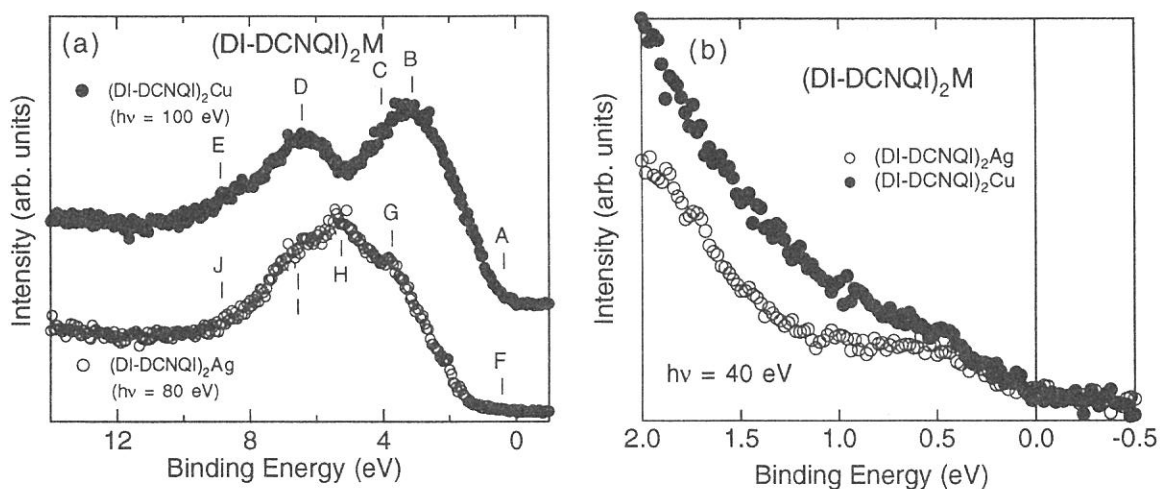 (a)
(DI-DCNQI)₂M
(DI-DCNQI)₂Cu
(hν = 100 eV)
E
D
C
B
A
J
I
H
G
F
(DI-DCNQI)₂Ag
(hν = 80 eV)
Intensity (arb. units)
12
8
4
0
Binding Energy (eV)
(b)
(DI-DCNQI)₂M
(DI-DCNQI)₂Ag
(DI-DCNQI)₂Cu
hν = 40 eV
Intensity (arb. units)
2.0
1.5
1.0
0.5
0.0
-0.5
Binding Energy (eV)